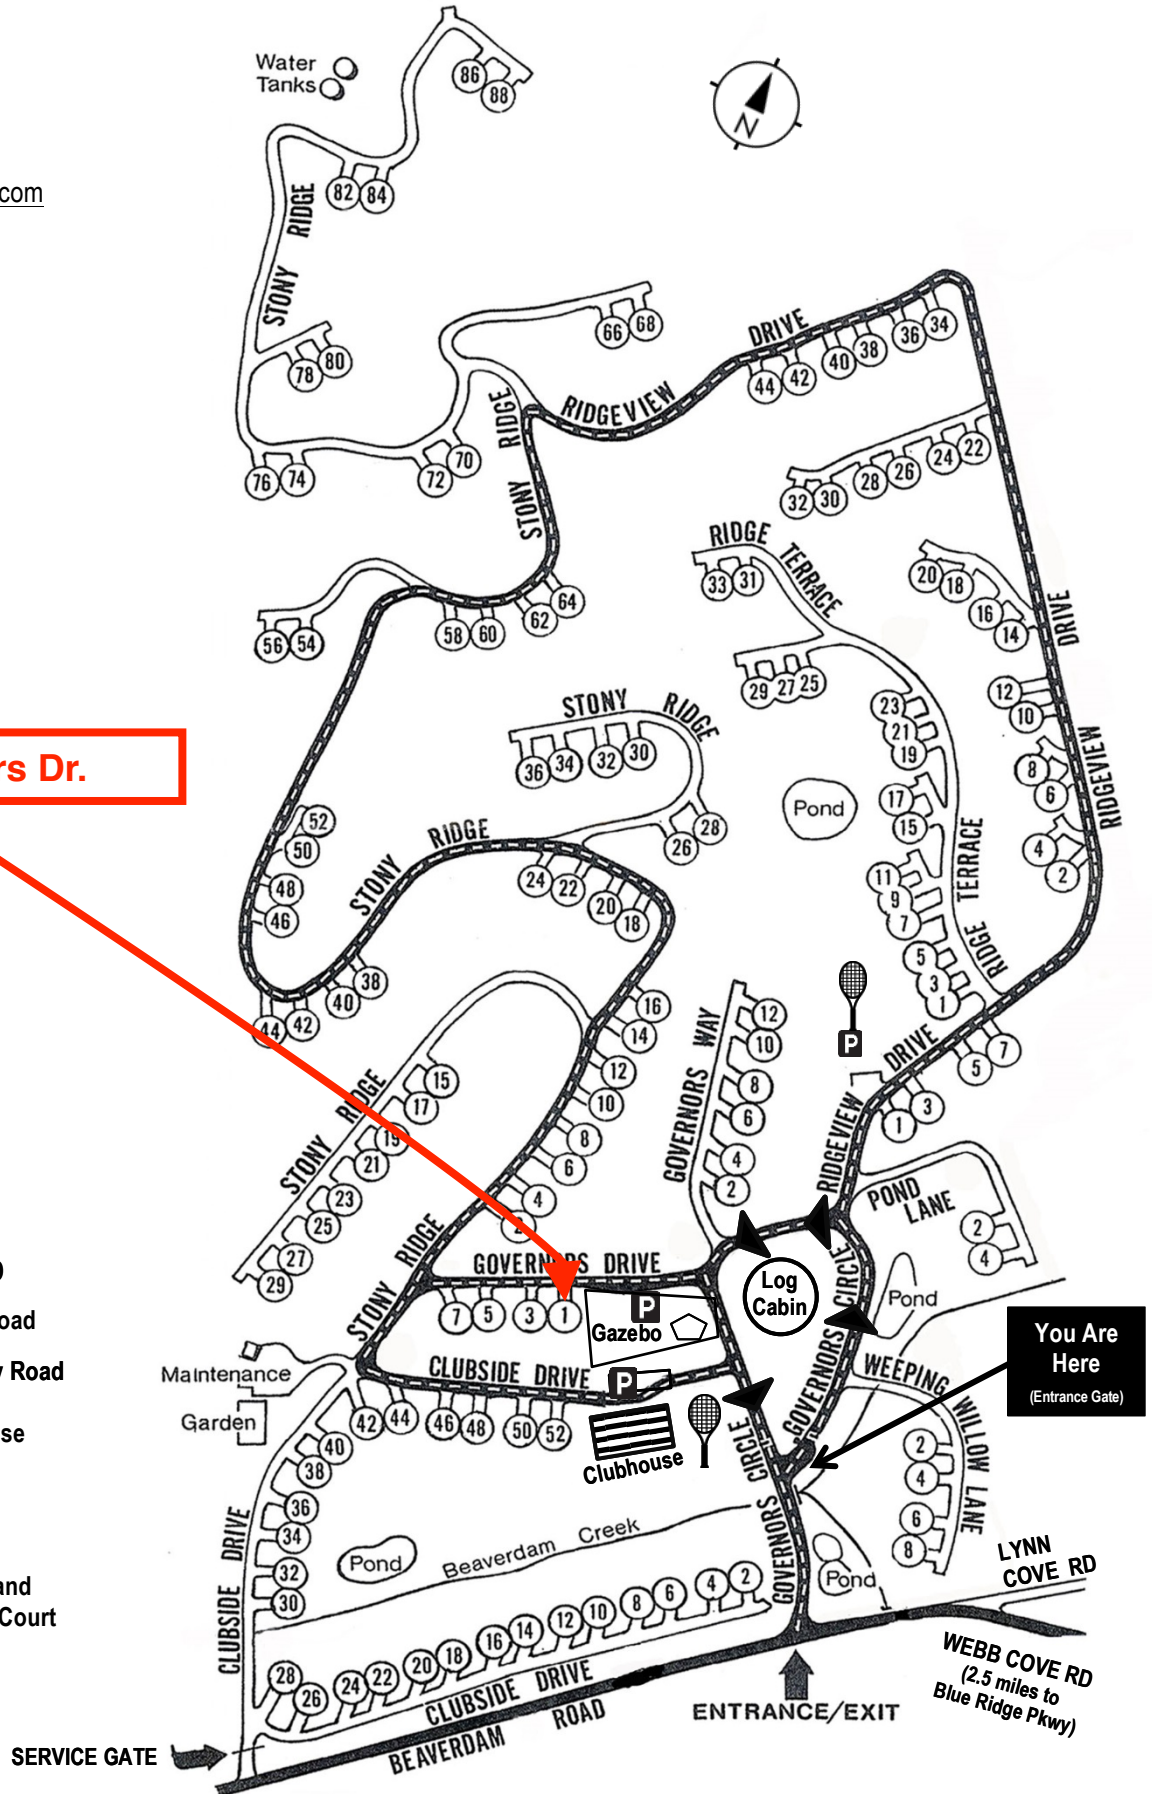 Water
Tanks
86
88
N
com
82
84
STONY RIDGE
66
68
DRIVE
34
36
38
40
42
44
80
78
RIDGEVIEW
RIDGE
STONY
70
72
74
76
22
24
26
28
30
32
RIDGE TERRACE
33
31
20
18
16
14
DRIVE
64
62
60
58
56
54
29
27
25
12
10
RIDGEVIEW
8
6
4
2
23
21
19
17
15
11
9
7
5
3
1
RIDGE TERRACE
STONY RIDGE
36
34
32
30
28
26
Pond
rs Dr.
52
50
48
46
STONY RIDGE
24
22
20
18
38
40
42
44
16
14
12
10
8
6
4
2
STONY RIDGE
15
17
19
21
23
25
27
29
GOVERNORS WAY
12
10
8
6
4
2
P
RIDGEVIEW DRIVE
7
5
3
1
POND LANE
2
4
STONY RIDGE
GOVERNORS DRIVE
7
5
3
1
P
Gazebo
Log
Cabin
GOVERNORS CIRCLE
Pond
You Are
Here
(Entrance Gate)
oad
y Road
se
and
Court
Maintenance
Garden
CLUBSIDE DRIVE
P
42
44
46
48
50
52
Clubhouse
GOVERNORS CIRCLE
WEEPING WILLOW LANE
2
4
6
8
40
38
36
34
32
30
CLUBSIDE DRIVE
Pond
Beaverdam Creek
Pond
LYNN
COVE RD
28
26
24
22
20
18
16
14
12
10
8
6
4
2
CLUBSIDE DRIVE
BEAVERDAM ROAD
WEBB COVE RD
(2.5 miles to
Blue Ridge Pkwy)
ENTRANCE/EXIT
SERVICE GATE